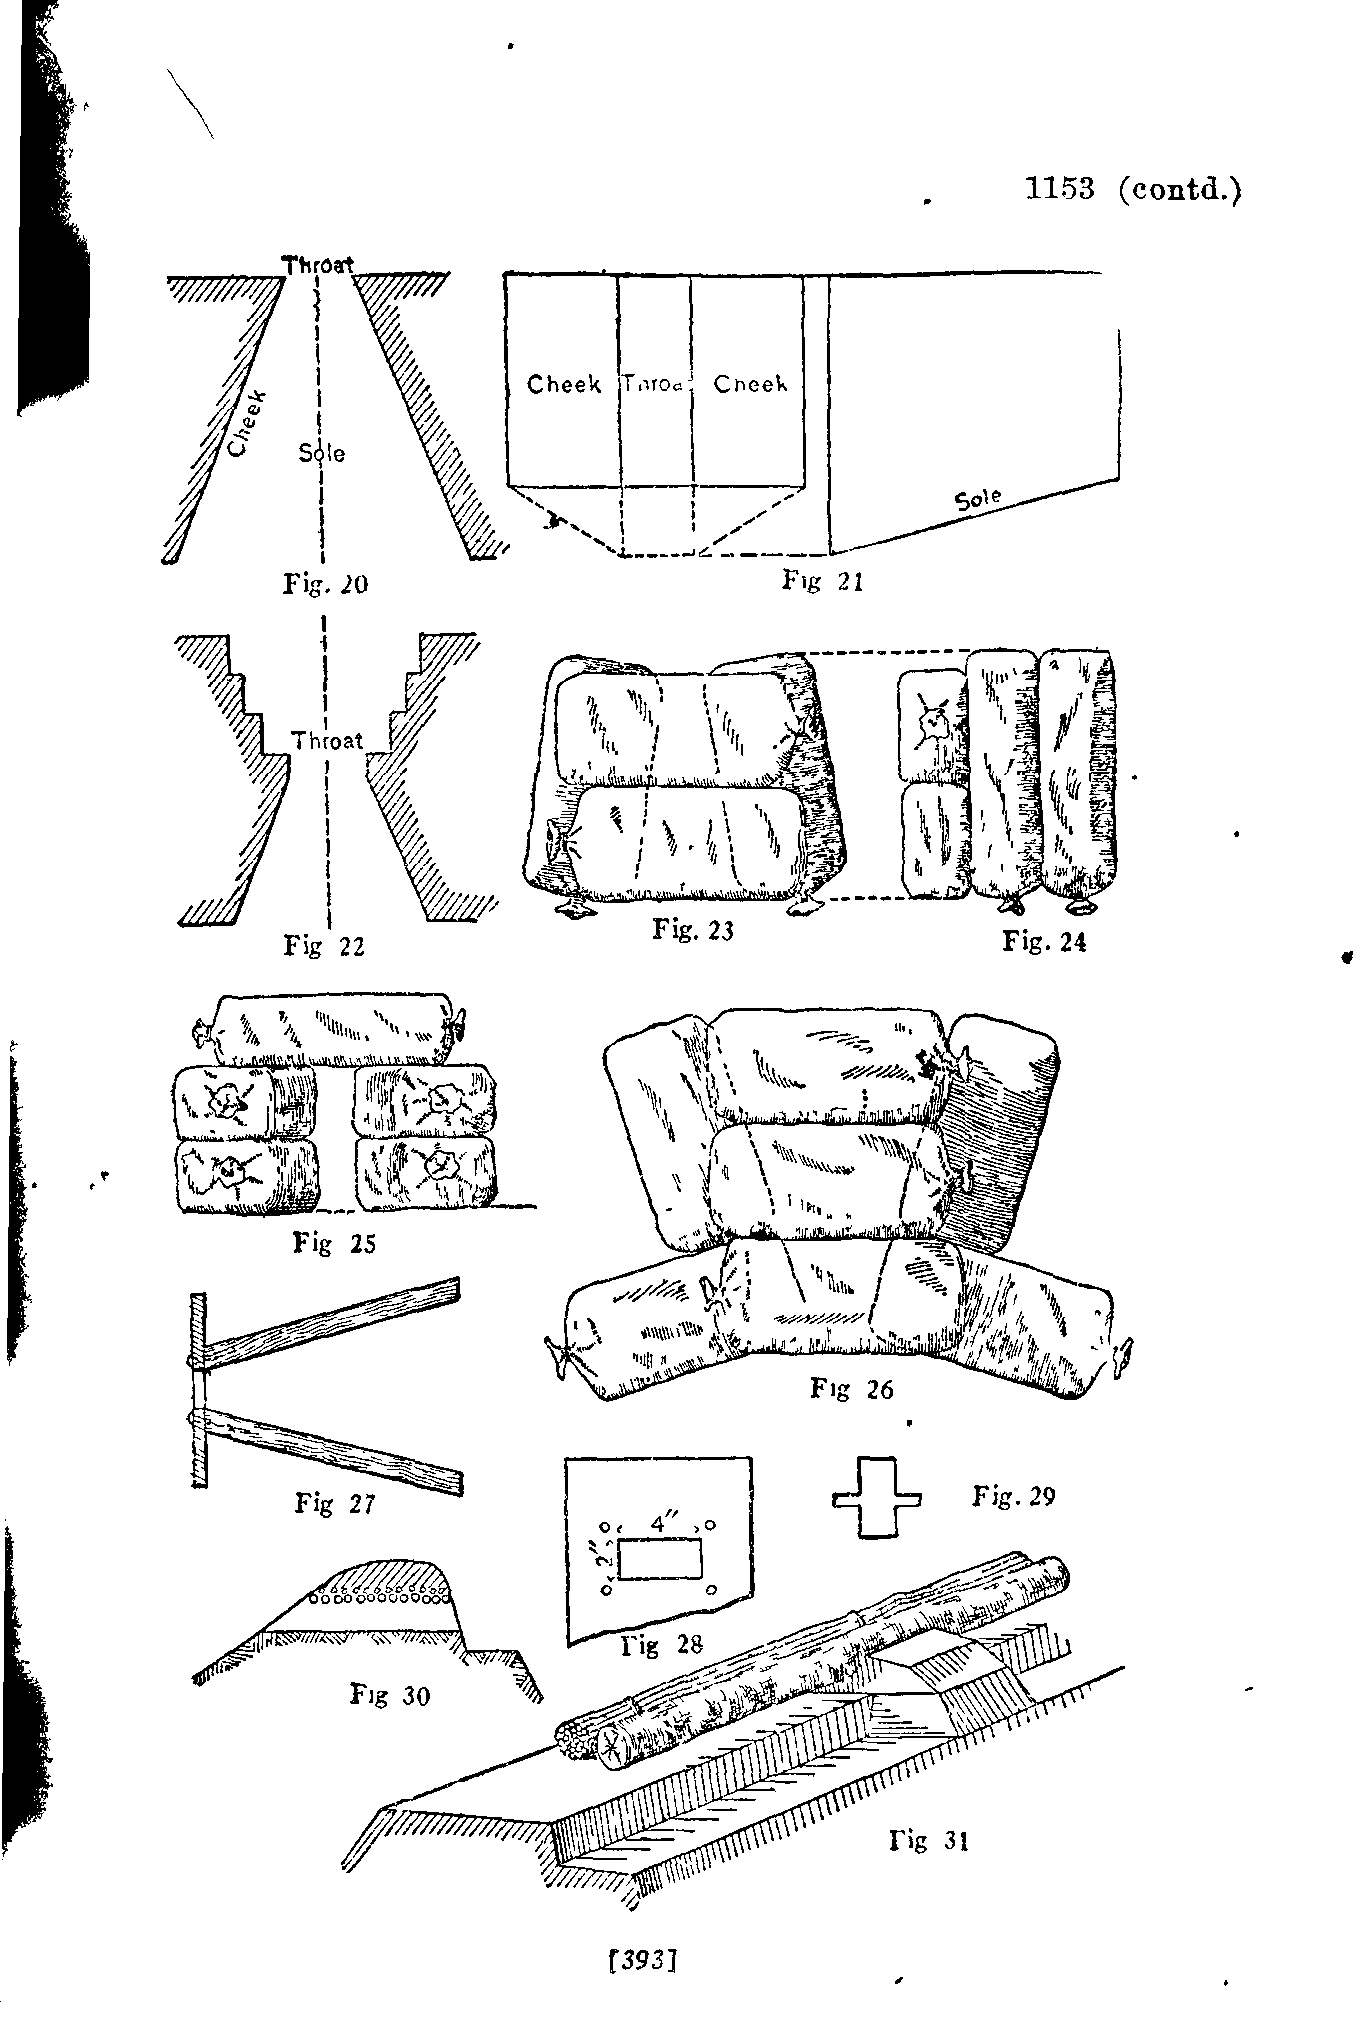 1153 (contd.)
Throat
Cheek
Sole
Fig. 20
Cheek Throat Cheek
Sole
Fig 21
Throat
Fig 22
Fig. 23
Fig. 24
Fig 25
Fig 26
Fig 27
4"
2"
Fig 28
Fig. 29
Fig 30
Fig 31
[393]